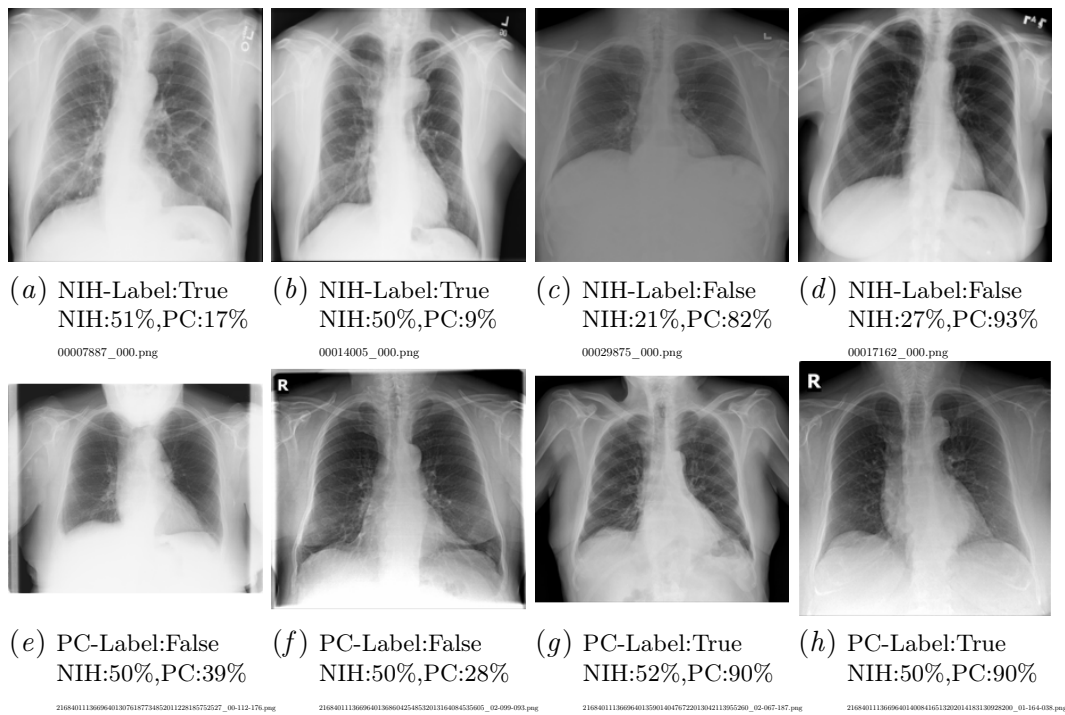 (a) NIH-Label:True
NIH:51%,PC:17%
00007887_000.png
(b) NIH-Label:True
NIH:50%,PC:9%
00014005_000.png
(c) NIH-Label:False
NIH:21%,PC:82%
00029875_000.png
(d) NIH-Label:False
NIH:27%,PC:93%
00017162_000.png
R
R
(e) PC-Label:False
NIH:50%,PC:39%
(f) PC-Label:False
NIH:50%,PC:28%
(g) PC-Label:True
NIH:52%,PC:90%
(h) PC-Label:True
NIH:50%,PC:90%